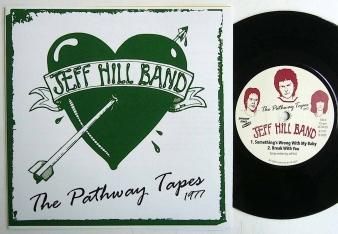 JEFF HILL BAND
The Pathway Tapes
1977
The Pathway Tapes
JEFF HILL BAND
1. Something's Wrong With My Baby
2. Break With You